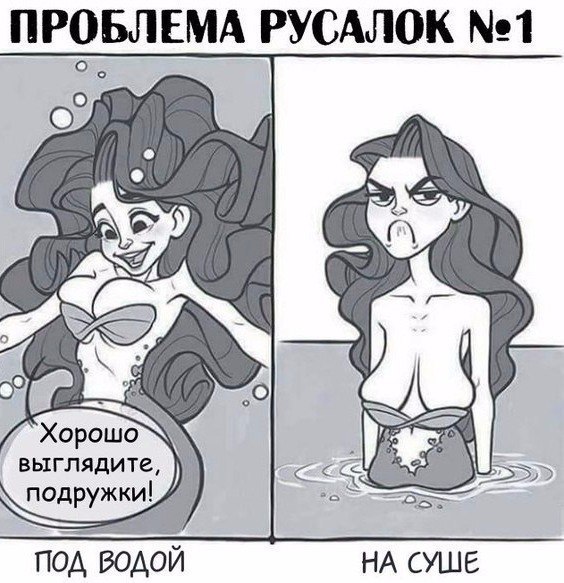 ПРОБЛЕМА РУСАЛОК №1
Хорошо
выглядите,
подружки!
ПОД ВОДОЙ
НА СУШЕ